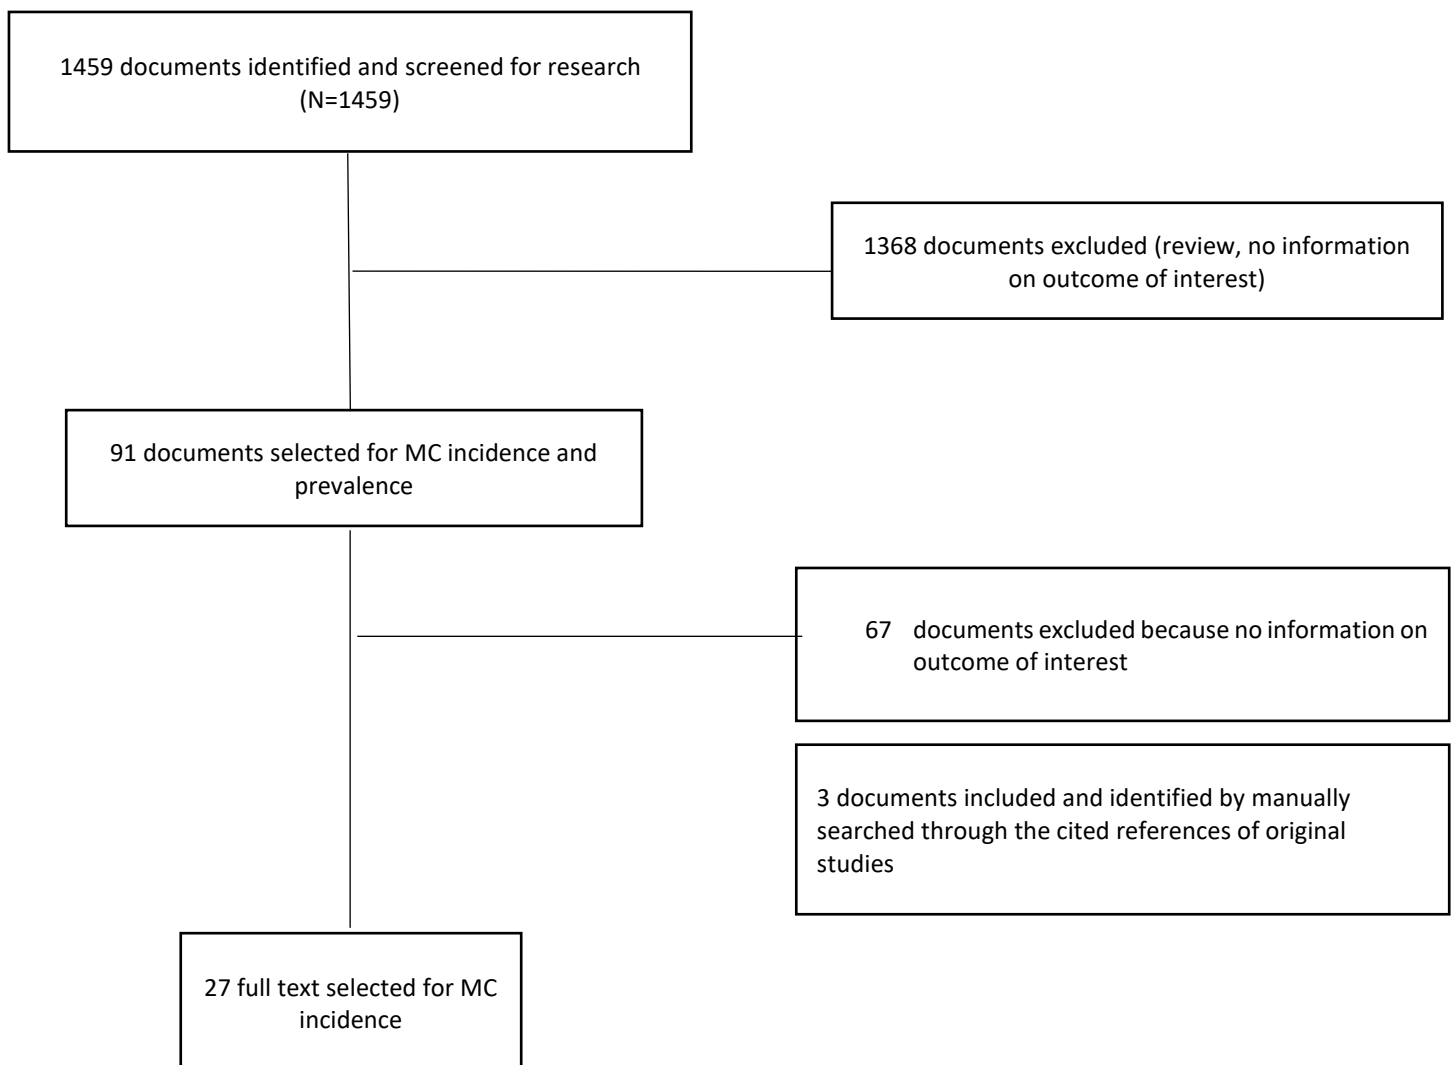 1459 documents identified and screened for research
(N=1459)
1368 documents excluded (review, no information
on outcome of interest)
91 documents selected for MC incidence and
prevalence
67 documents excluded because no information on
outcome of interest
3 documents included and identified by manually
searched through the cited references of original
studies
27 full text selected for MC
incidence